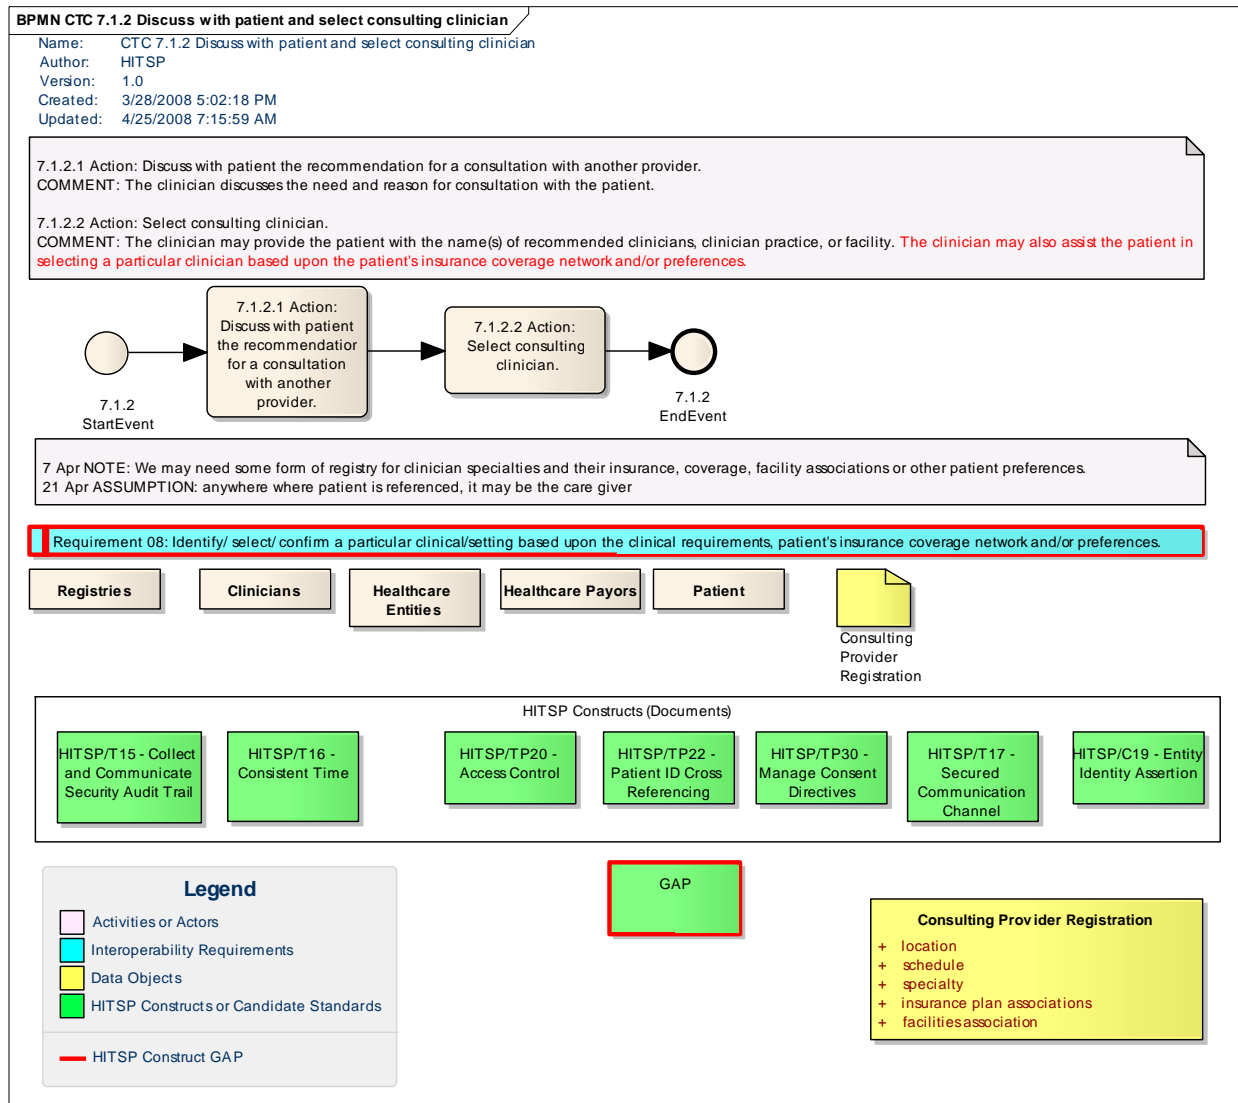 BPMN CTC 7.1.2 Discuss with patient and select consulting clinician
Name: CTC 7.1.2 Discuss with patient and select consulting clinician
Author: HITSP
Version: 1.0
Created: 3/28/2008 5:02:18 PM
Updated: 4/25/2008 7:15:59 AM
7.1.2.1 Action: Discuss with patient the recommendation for a consultation with another provider.
COMMENT: The clinician discusses the need and reason for consultation with the patient.
7.1.2.2 Action: Select consulting clinician.
COMMENT: The clinician may provide the patient with the name(s) of recommended clinicians, clinician practice, or facility. The clinician may also assist the patient in
selecting a particular clinician based upon the patient's insurance coverage network and/or preferences.
7.1.2.1 Action:
Discuss with patient
the recommendatior
for a consultation
with another
provider.
7.1.2.2 Action:
Select consulting
clinician.
7.1.2
StartEvent
7.1.2
EndEvent
7 Apr NOTE: We may need some form of registry for clinician specialties and their insurance, coverage, facility associations or other patient preferences.
21 Apr ASSUMPTION: anywhere where patient is referenced, it may be the care giver
Requirement 08: Identify/ select/ confirm a particular clinical/setting based upon the clinical requirements, patient's insurance coverage network and/or preferences.
Registries
Clinicians
Healthcare
Entities
Healthcare Payors
Patient
Consulting
Provider
Registration
HITSP Constructs (Documents)
HITSP/T15 - Collect
and Communicate
Security Audit Trail
HITSP/T16 -
Consistent Time
HITSP/TP20 -
Access Control
HITSP/TP22 -
Patient ID Cross
Referencing
HITSP/TP30 -
Manage Consent
Directives
HITSP/T17 -
Secured
Communication
Channel
HITSP/C19 - Entity
Identity Assertion
GAP
Legend
Activities or Actors
Interoperability Requirements
Data Objects
HITSP Constructs or Candidate Standards
HITSP Construct GAP
Consulting Provider Registration
+ location
+ schedule
+ specialty
+ insurance plan associations
+ facilities association